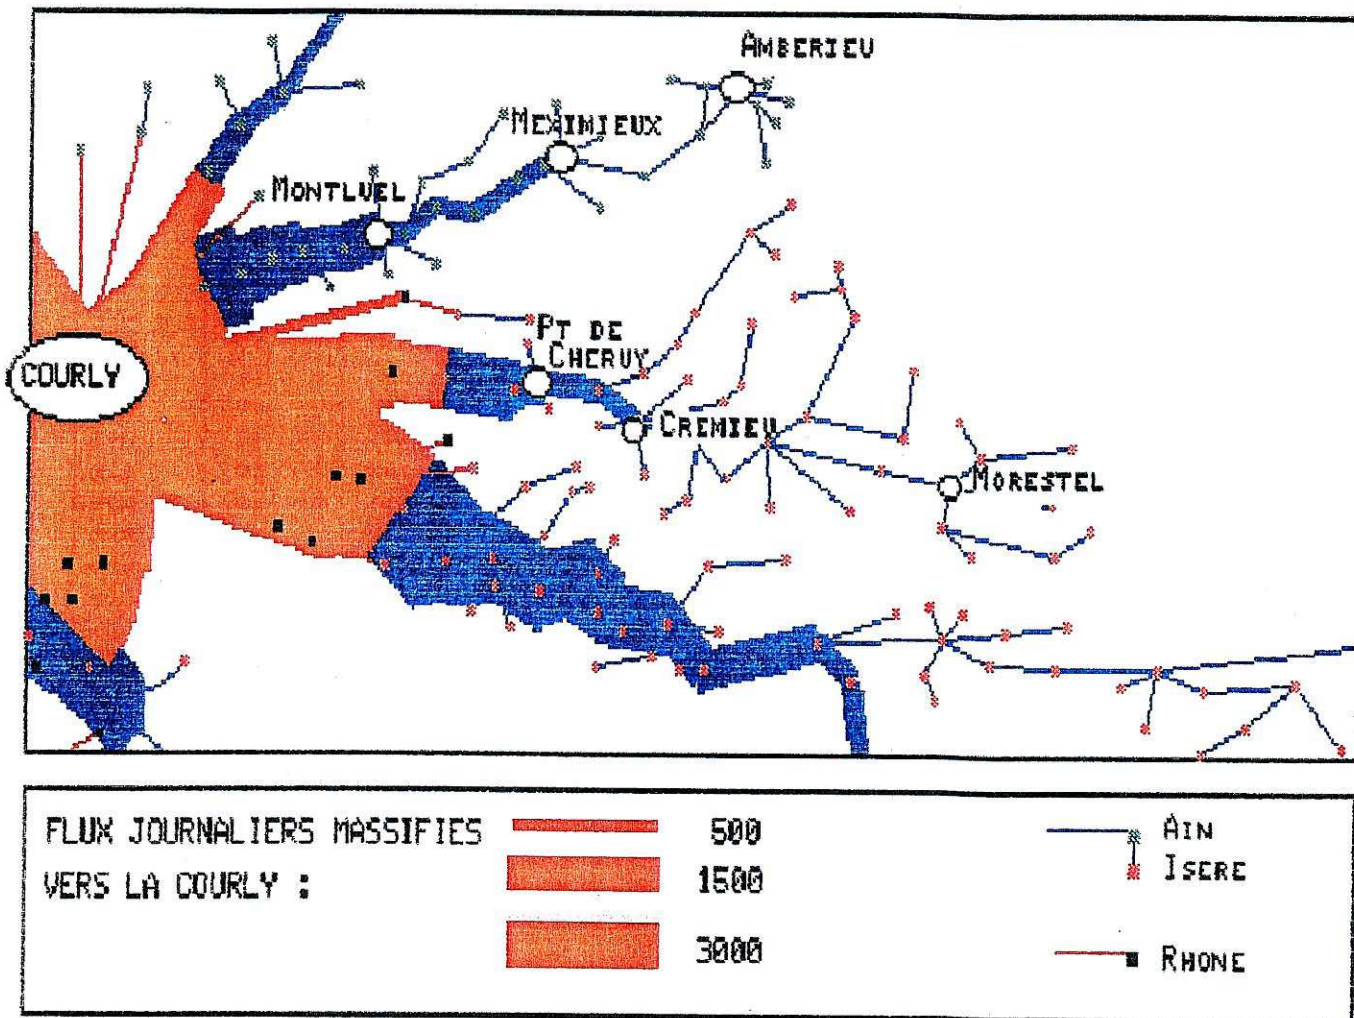 AMBERIEU
MEXIMIEUX
MONTLUEL
PT DE
CHERUY
COURLY
CREMIEU
MORESTEL
FLUX JOURNALIERS MASSIFIES
VERS LA COURLY :
500
1500
3000
AIN
ISERE
RHONE